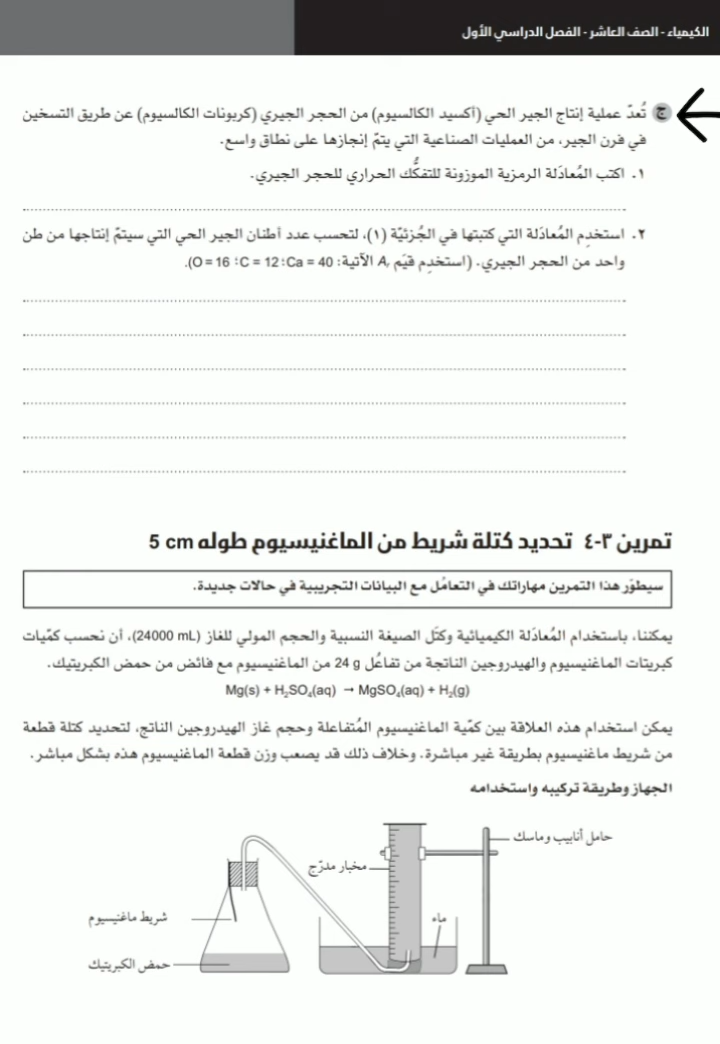 الكيمياء - الصف العاشر - الفصل الدراسي الأول
ج تُعدّ عملية إنتاج الجير الحي (أكسيد الكالسيوم) من الحجر الجيري (كربونات الكالسيوم) عن طريق التسخين
في فرن الجير، من العمليات الصناعية التي يتمّ إنجازها على نطاق واسع.
١. اكتب المُعادَلة الرمزية الموزونة للتفكُّك الحراري للحجر الجيري.
٢. استخدِم المُعادَلة التي كتبتها في الجُزئيّة (١)، لتحسب عدد أطنان الجير الحي التي سيتمّ إنتاجها من طن
واحد من الحجر الجيري. (استخدِم قيَم Aᵣ الآتية: Ca = 40؛ C = 12؛ O = 16).
تمرين ٣-٤ تحديد كتلة شريط من الماغنيسيوم طوله 5 cm
سيطوّر هذا التمرين مهاراتك في التعامُل مع البيانات التجريبية في حالات جديدة.
يمكننا، باستخدام المُعادَلة الكيميائية وكتَل الصيغة النسبية والحجم المولي للغاز (24000 mL)، أن نحسب كمّيات
كبريتات الماغنيسيوم والهيدروجين الناتجة من تفاعُل 24 g من الماغنيسيوم مع فائض من حمض الكبريتيك.
Mg(s) + H₂SO₄(aq) → MgSO₄(aq) + H₂(g)
يمكن استخدام هذه العلاقة بين كمّية الماغنيسيوم المُتفاعلة وحجم غاز الهيدروجين الناتج، لتحديد كتلة قطعة
من شريط ماغنيسيوم بطريقة غير مباشرة. وخلاف ذلك قد يصعب وزن قطعة الماغنيسيوم هذه بشكل مباشر.
الجهاز وطريقة تركيبه واستخدامه
حامل أنابيب وماسك
مخبار مدرّج
ماء
شريط ماغنيسيوم
حمض الكبريتيك